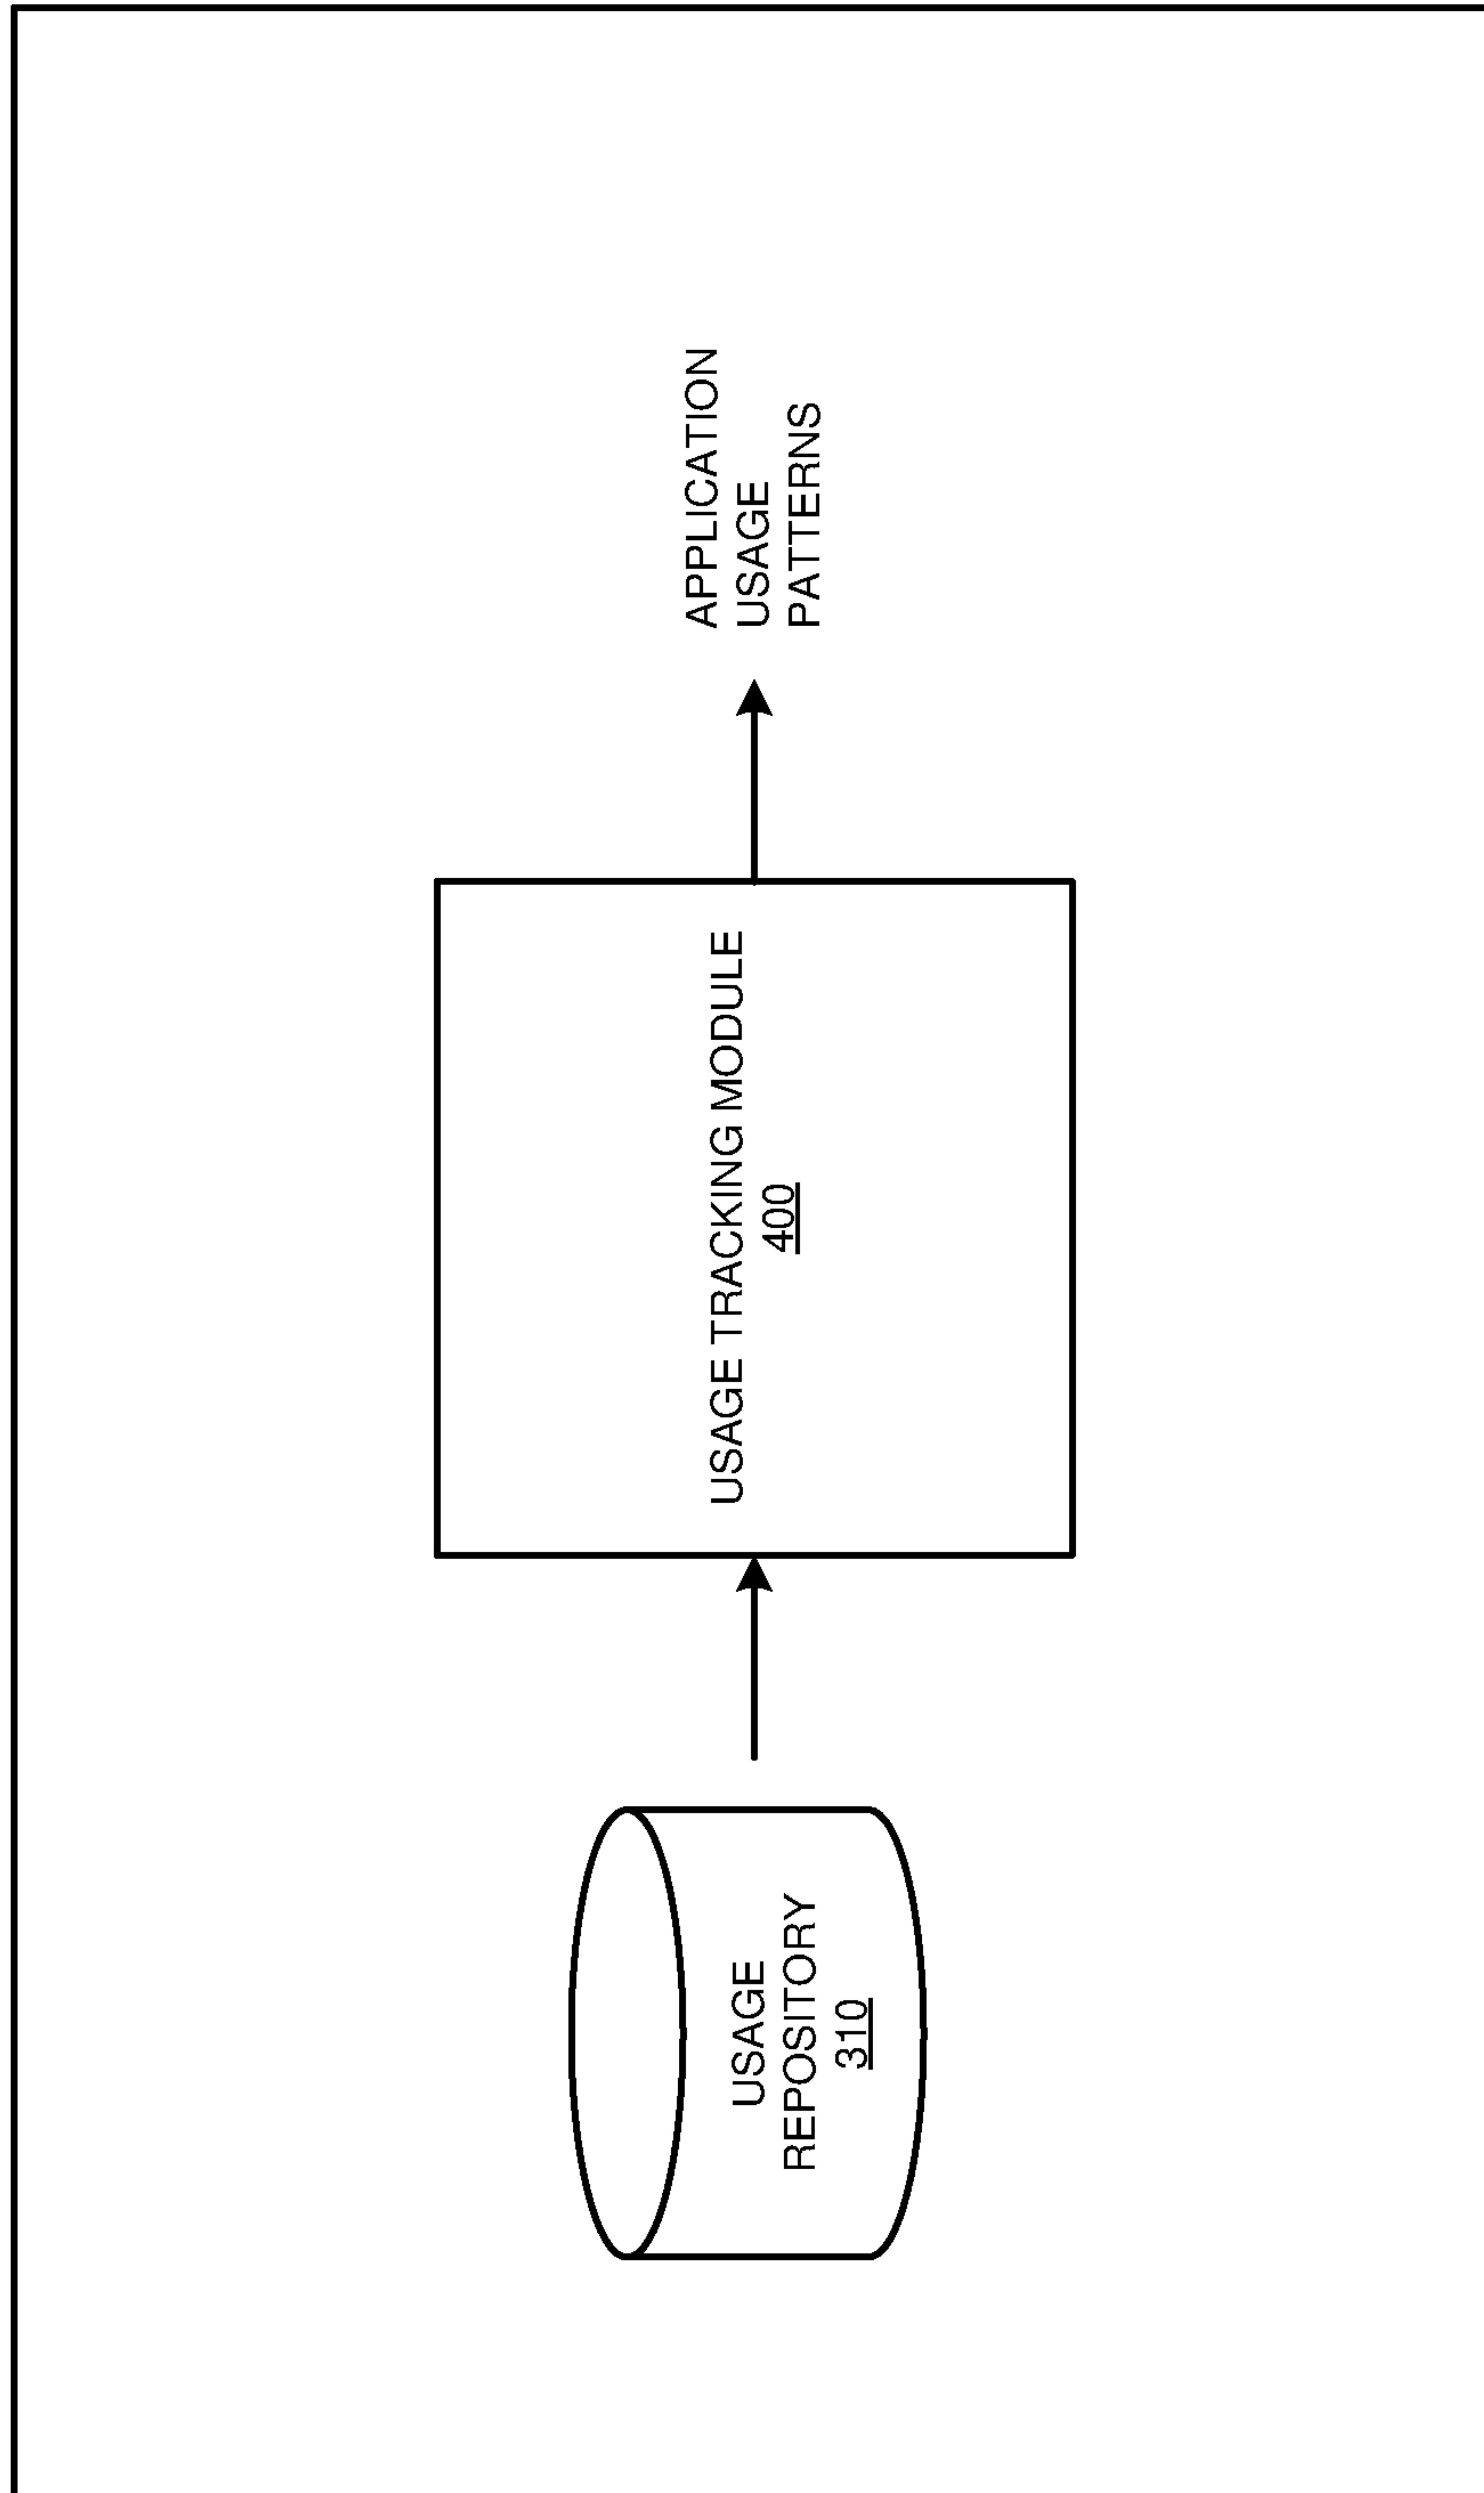 USAGE
REPOSITORY
310
USAGE TRACKING MODULE
400
APPLICATION
USAGE
PATTERNS